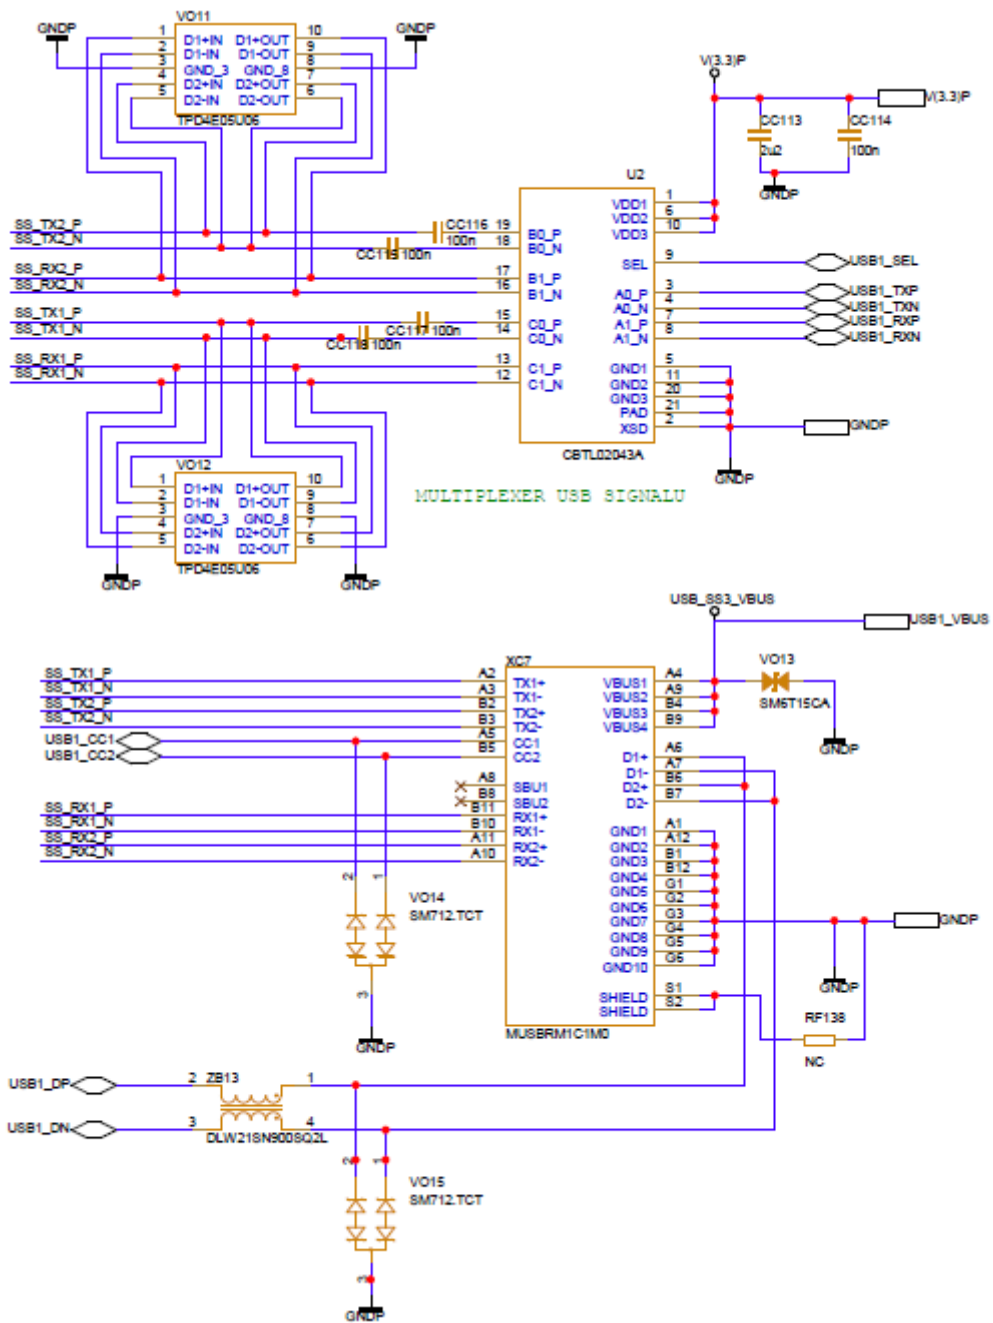 VO11
GNDP
GNDP
1 D1+IN D1+OUT 10
2 D1-IN D1-OUT 9
3 GND_3 GND_8 8
4 D2+IN D2+OUT 7
5 D2-IN D2-OUT 6
TPD4E05U06
V(3.3)P
V(3.3)P
CC113
2u2
CC114
100n
GNDP
U2
SS_TX2_P
SS_TX2_N
SS_RX2_P
SS_RX2_N
SS_TX1_P
SS_TX1_N
SS_RX1_P
SS_RX1_N
CC116
100n
CC115 100n
CC117 100n
CC118 100n
19 B0_P
18 B0_N
17 B1_P
16 B1_N
15 C0_P
14 C0_N
13 C1_P
12 C1_N
VDD1 1
VDD2 6
VDD3 10
SEL 9 USB1_SEL
A0_P 3 USB1_TXP
A0_N 4 USB1_TXN
A1_P 7 USB1_RXP
A1_N 8 USB1_RXN
GND1 5
GND2 11
GND3 20
PAD 21
XSD 2
GNDP
GNDP
CBTL02043A
MULTIPLEXER USB SIGNALU
VO12
1 D1+IN D1+OUT 10
2 D1-IN D1-OUT 9
3 GND_3 GND_8 8
4 D2+IN D2+OUT 7
5 D2-IN D2-OUT 6
TPD4E05U06
GNDP
GNDP
USB_SS3_VBUS
USB1_VBUS
VO13
SM6T15CA
GNDP
XC7
SS_TX1_P A2 TX1+
SS_TX1_N A3 TX1-
SS_TX2_P B2 TX2+
SS_TX2_N B3 TX2-
USB1_CC1 A5 CC1
USB1_CC2 B5 CC2
A8 SBU1
B8 SBU2
SS_RX1_P B11 RX1+
SS_RX1_N B10 RX1-
SS_RX2_P A11 RX2+
SS_RX2_N A10 RX2-
VBUS1 A4
VBUS2 A9
VBUS3 B4
VBUS4 B9
D1+ A6
D1- A7
D2+ B6
D2- B7
GND1 A1
GND2 A12
GND3 B1
GND4 B12
GND5 G1
GND6 G2
GND7 G3
GND8 G4
GND9 G5
GND10 G6
SHIELD S1
SHIELD S2
MUSBRM1C1M0
GNDP
GNDP
RF138
NC
2 1
VO14
SM712.TCT
3
GNDP
USB1_DP 2 ZB13 1
USB1_DN 3 4
DLW21SN900SQ2L
2 1
VO15
SM712.TCT
3
GNDP